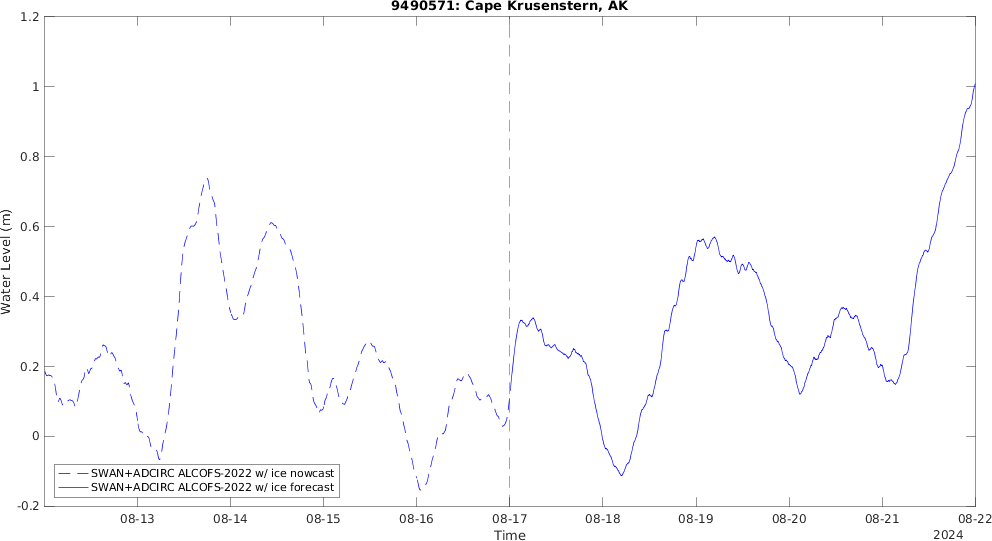 9490571: Cape Krusenstern, AK
1.2
1
0.8
0.6
0.4
0.2
0
-0.2
Water Level (m)
SWAN+ADCIRC ALCOFS-2022 w/ ice nowcast
SWAN+ADCIRC ALCOFS-2022 w/ ice forecast
08-13 08-14 08-15 08-16 08-17 08-18 08-19 08-20 08-21 08-22
Time
2024